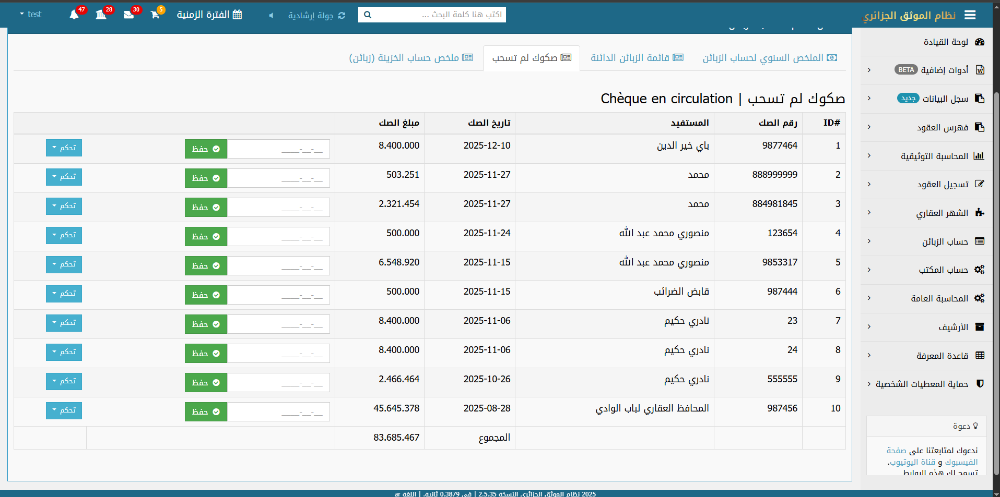 نظام الموثق الجزائري
اكتب هنا كلمة البحث ...
جولة إرشادية
الفترة الزمنية
5
30
28
47
test
لوحة القيادة
أدوات إضافية BETA
سجل البيانات جديد
فهرس العقود
المحاسبة التوثيقية
تسجيل العقود
الشهر العقاري
حساب الزبائن
حساب المكتب
المحاسبة العامة
الأرشيف
قاعدة المعرفة
حماية المعطيات الشخصية
دعوة
ندعوك لمتابعتنا على صفحة
الفيسبوك و قناة اليوتيوب.
تسمح لك هذه الروابط
الملخص السنوي لحساب الزبائن
قائمة الزبائن الدائنة
صكوك لم تسحب
ملخص حساب الخزينة (زبائن)
صكوك لم تسحب | Chèque en circulation
ID# رقم الصك المستفيد تاريخ الصك مبلغ الصك
1 9877464 باي خير الدين 2025-12-10 8.400.000 __-__-____ حفظ تحكم
2 888999999 محمد 2025-11-27 503.251 __-__-____ حفظ تحكم
3 884981845 محمد 2025-11-27 2.321.454 __-__-____ حفظ تحكم
4 123654 منصوري محمد عبد الله 2025-11-24 500.000 __-__-____ حفظ تحكم
5 9853317 منصوري محمد عبد الله 2025-11-15 6.548.920 __-__-____ حفظ تحكم
6 987444 قابض الضرائب 2025-11-15 500.000 __-__-____ حفظ تحكم
7 23 نادري حكيم 2025-11-06 8.400.000 __-__-____ حفظ تحكم
8 24 نادري حكيم 2025-11-06 8.400.000 __-__-____ حفظ تحكم
9 555555 نادري حكيم 2025-10-26 2.466.464 __-__-____ حفظ تحكم
10 987456 المحافظ العقاري لباب الوادي 2025-08-28 45.645.378 __-__-____ حفظ تحكم
المجموع 83.685.467
2025 نظام الموثق الجزائري النسخة 2.5.35 | في 0.3879 ثانية. | اللغة ar